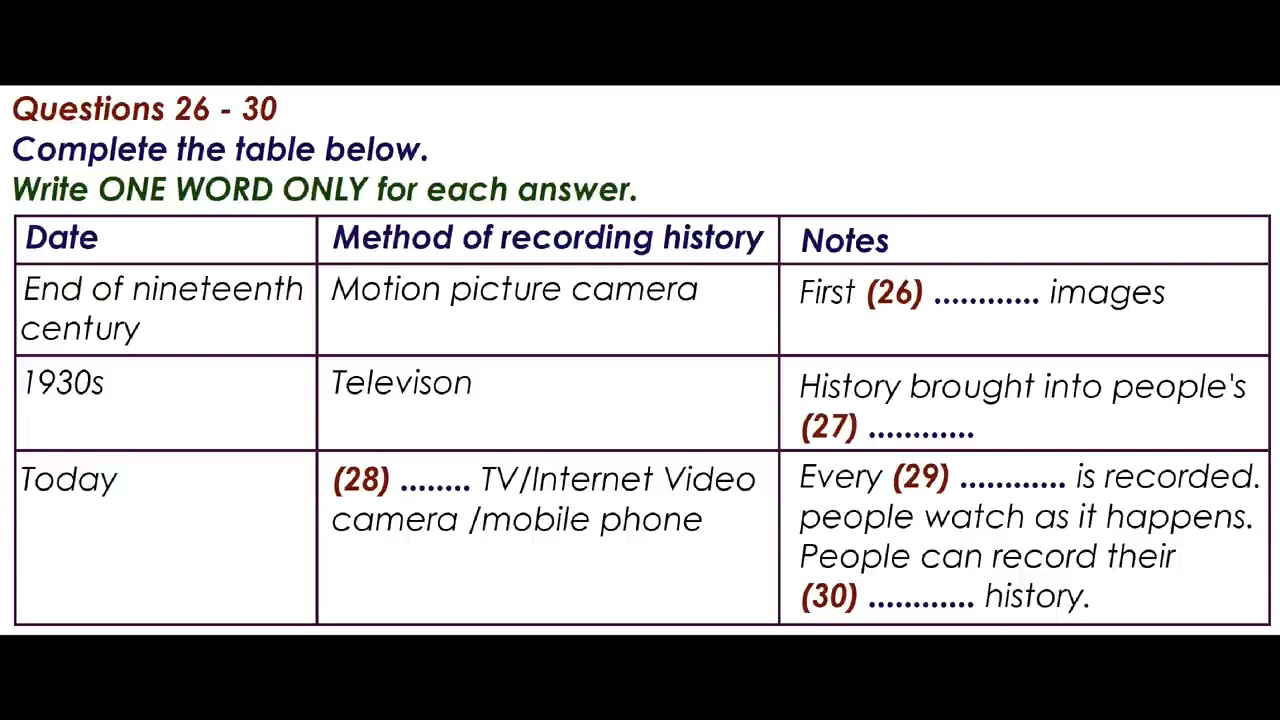 Questions 26 - 30
Complete the table below.
Write ONE WORD ONLY for each answer.
Date
Method of recording history
Notes
End of nineteenth
century
Motion picture camera
First (26) ............ images
1930s
Televison
History brought into people's
(27) ............
Today
(28) ........ TV/Internet Video
camera /mobile phone
Every (29) ............ is recorded.
people watch as it happens.
People can record their
(30) ............ history.